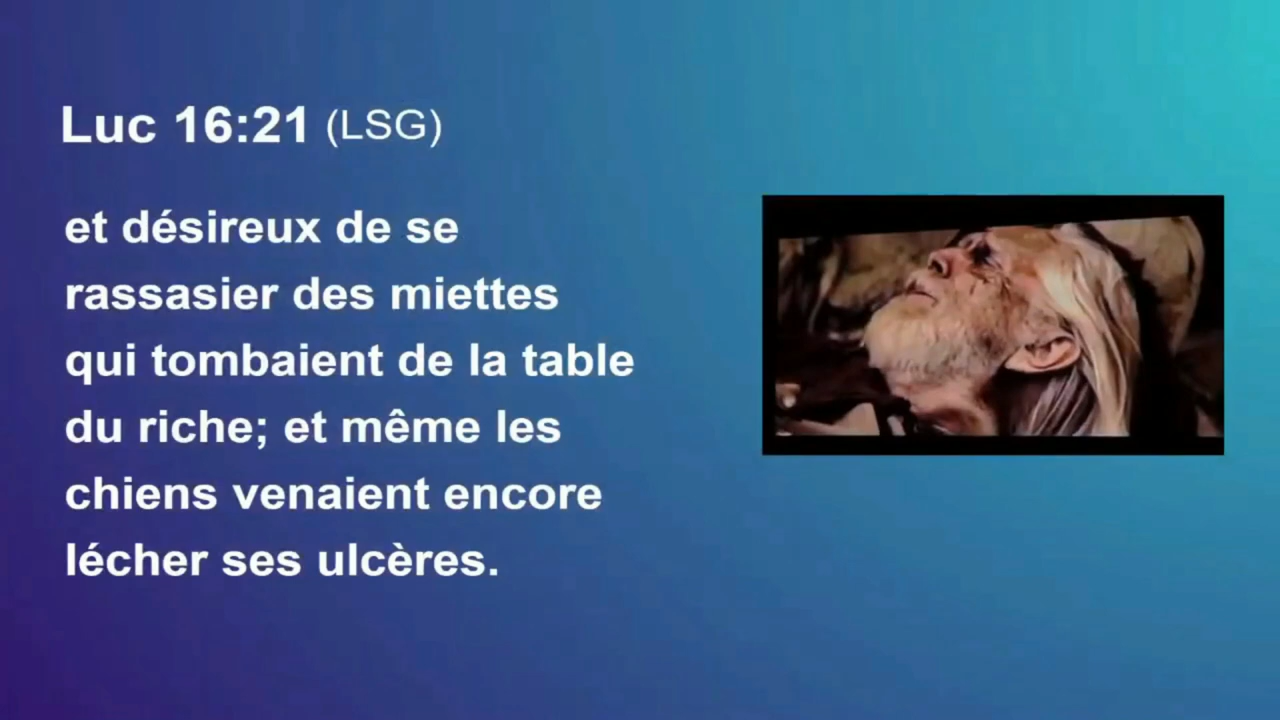 Luc 16:21 (LSG)
et désireux de se
rassasier des miettes
qui tombaient de la table
du riche; et même les
chiens venaient encore
lécher ses ulcères.